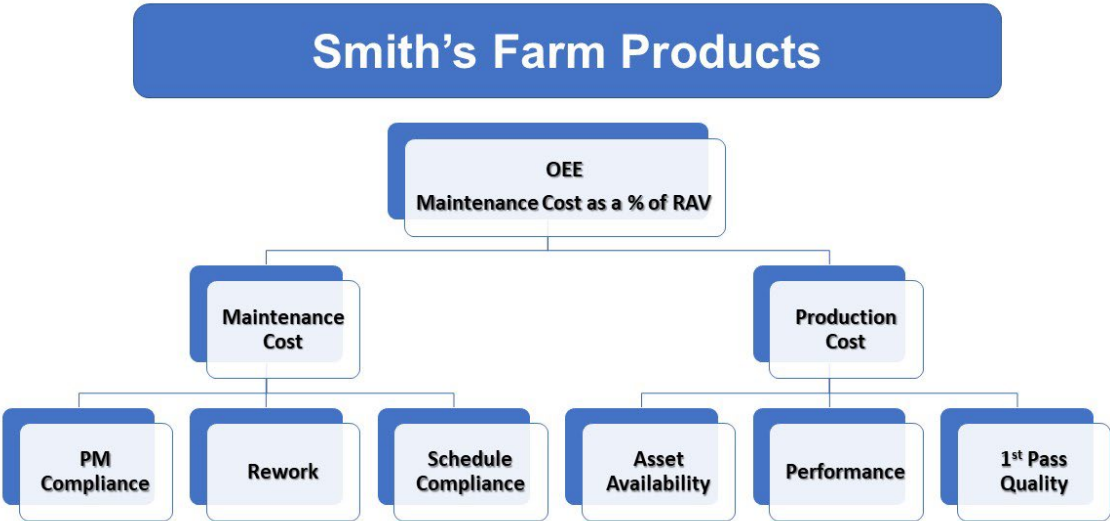 Smith's Farm Products
OEE
Maintenance Cost as a % of RAV
Maintenance
Cost
Production
Cost
PM
Compliance
Rework
Schedule
Compliance
Asset
Availability
Performance
1st Pass
Quality